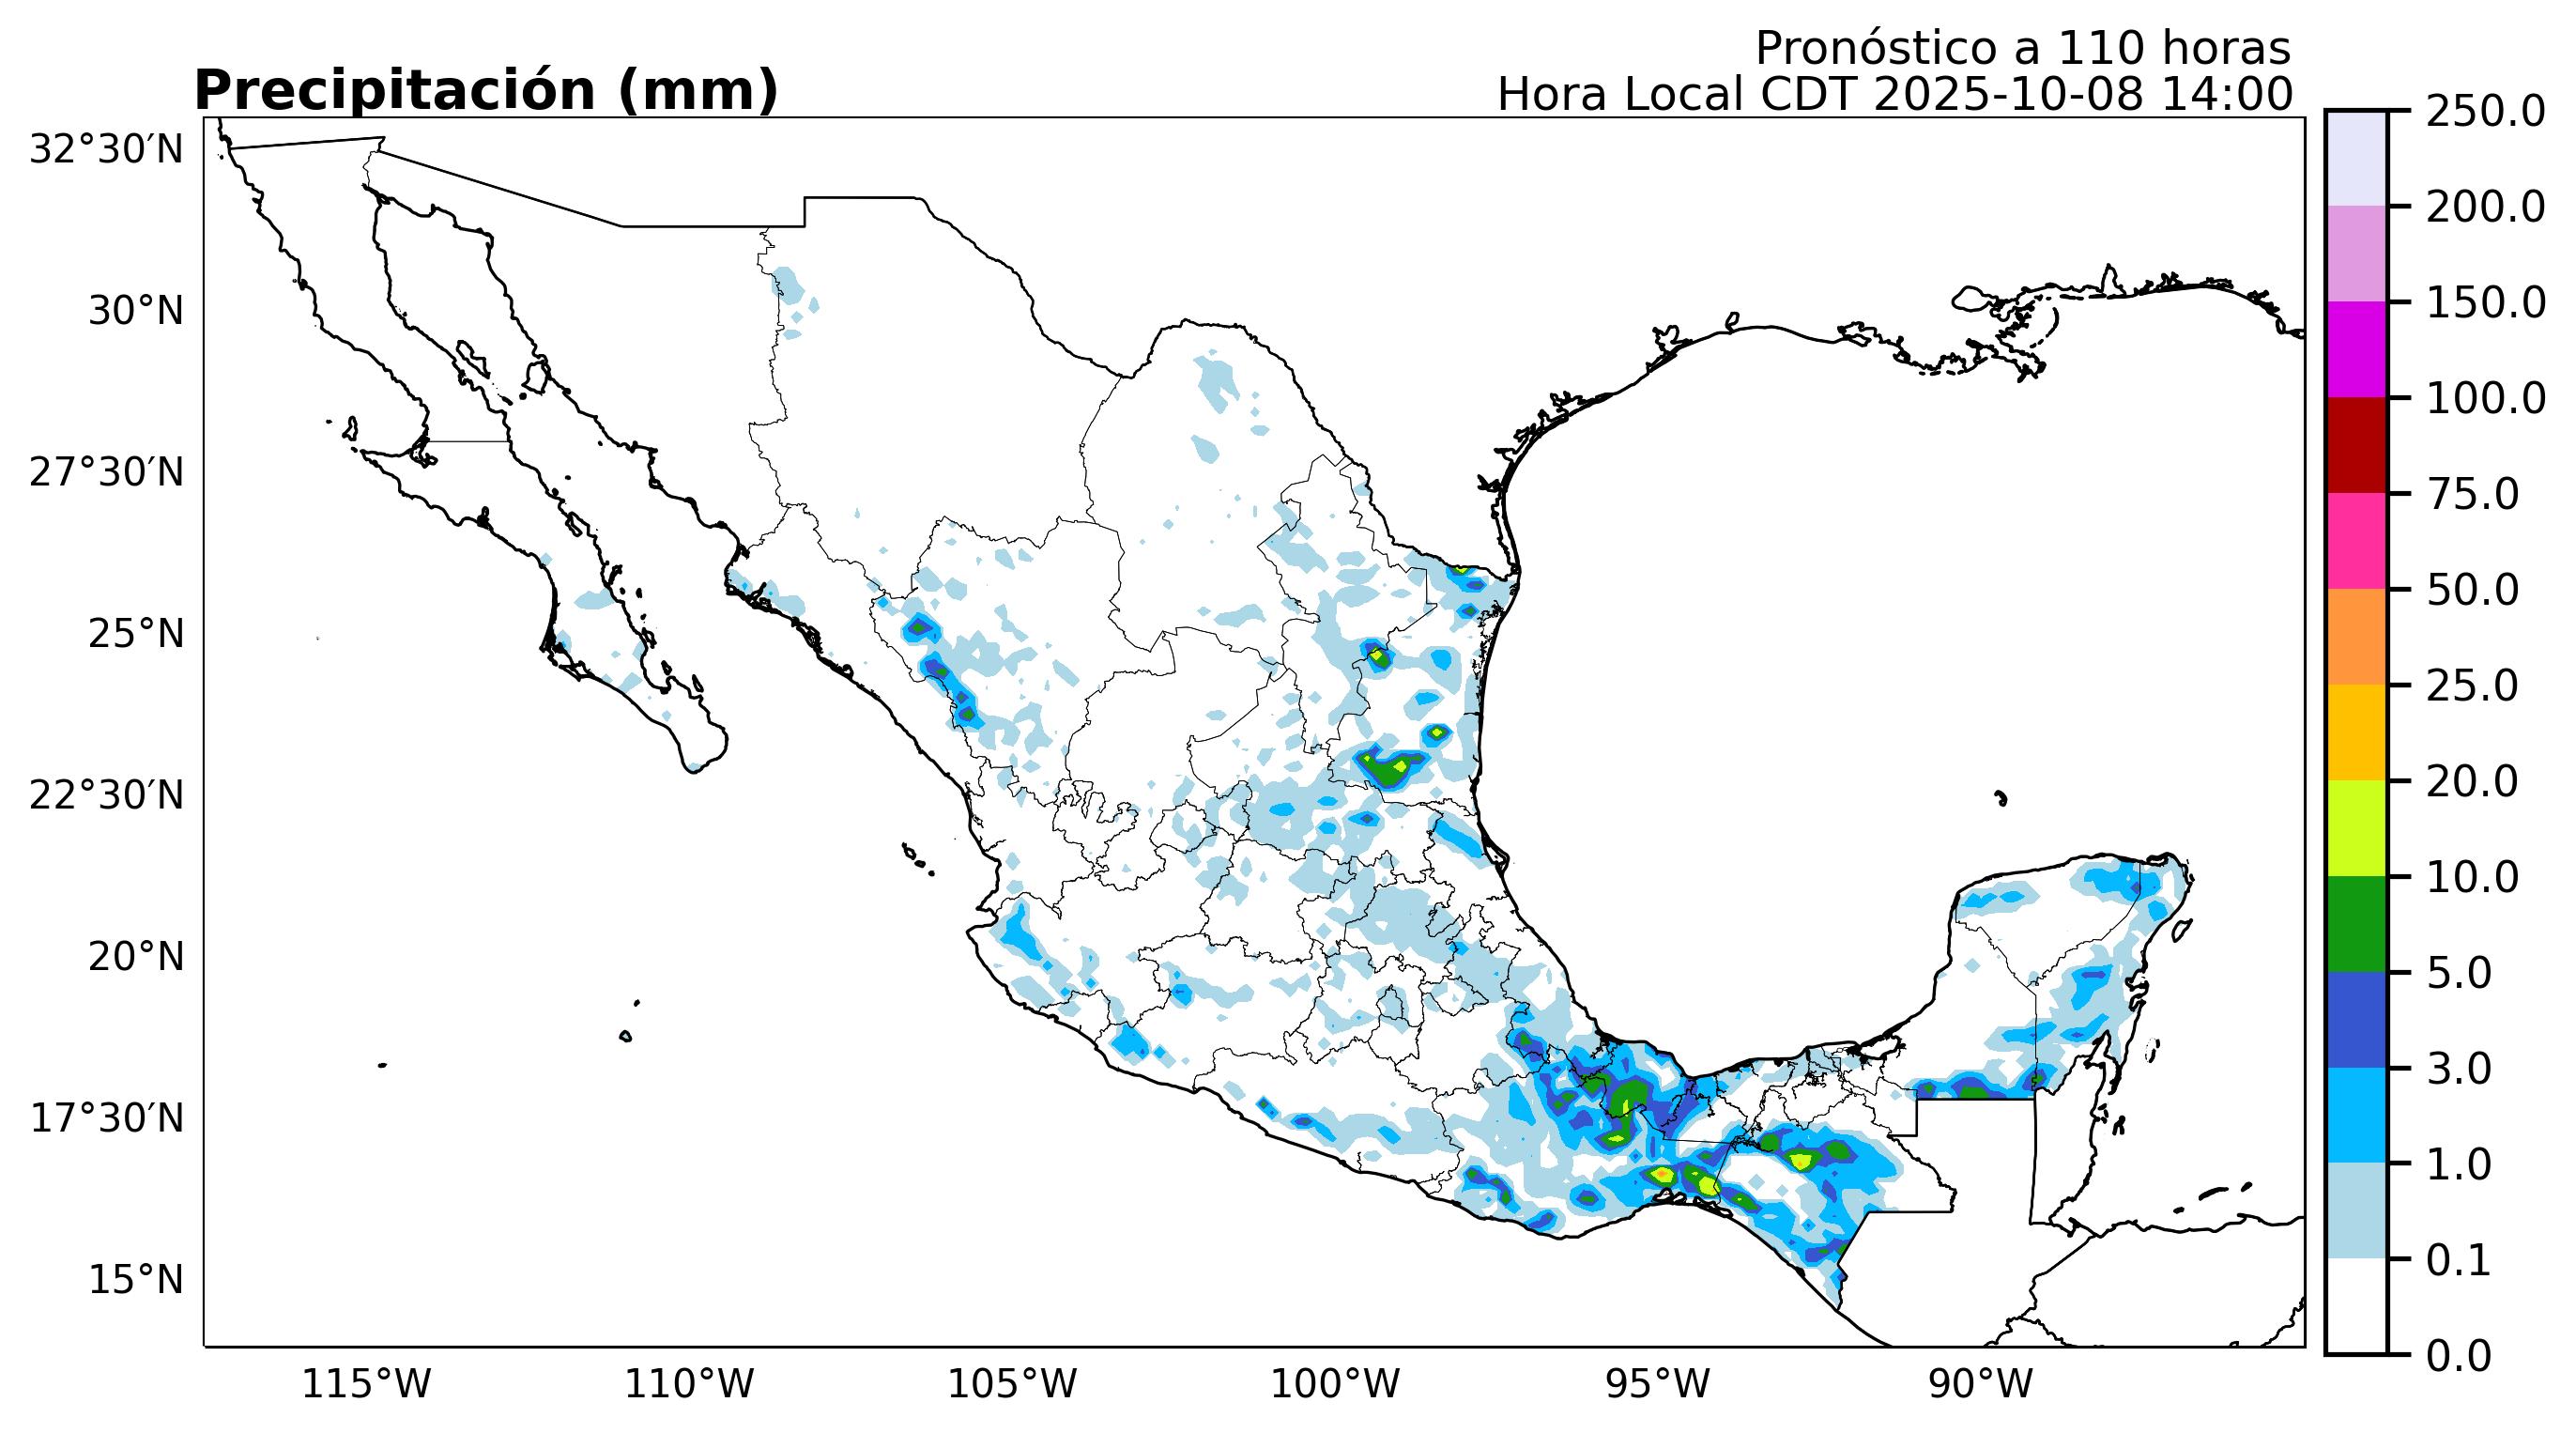 Pronóstico a 110 horas
Precipitación (mm)
Hora Local CDT 2025-10-08 14:00
32°30′N
30°N
27°30′N
25°N
22°30′N
20°N
17°30′N
15°N
115°W
110°W
105°W
100°W
95°W
90°W
250.0
200.0
150.0
100.0
75.0
50.0
25.0
20.0
10.0
5.0
3.0
1.0
0.1
0.0